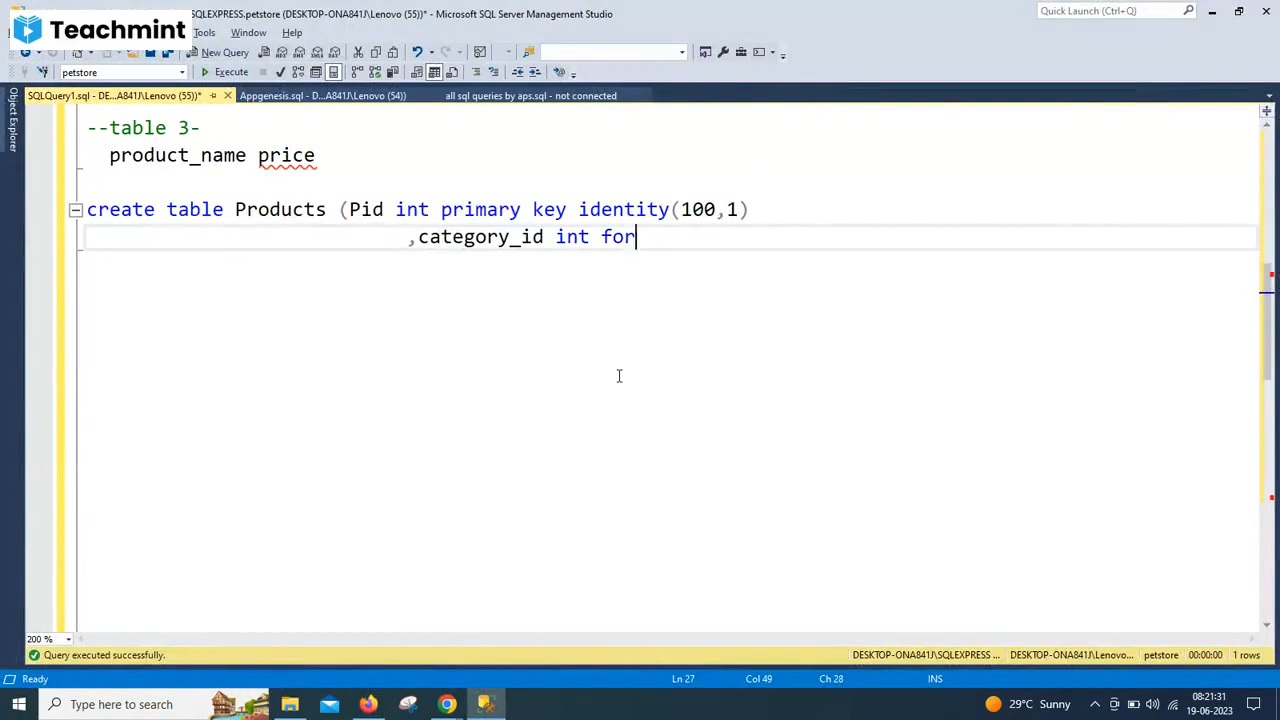 SQLEXPRESS.petstore (DESKTOP-ONA841J\Lenovo (55))* - Microsoft SQL Server Management Studio
Quick Launch (Ctrl+Q)
Teachmint
Tools Window Help
New Query
petstore
Execute
SQLQuery1.sql - DE...A841J\Lenovo (55))*
Appgenesis.sql - D...A841J\Lenovo (54))
all sql queries by aps.sql - not connected
Object Explorer
--table 3-
product_name price
create table Products (Pid int primary key identity(100,1)
,category_id int for
200 %
Query executed successfully.
DESKTOP-ONA841J\SQLEXPRESS ...
DESKTOP-ONA841J\Lenovo...
petstore
00:00:00
1 rows
Ready
Ln 27
Col 49
Ch 28
INS
Type here to search
29°C Sunny
08:21:31
19-06-2023